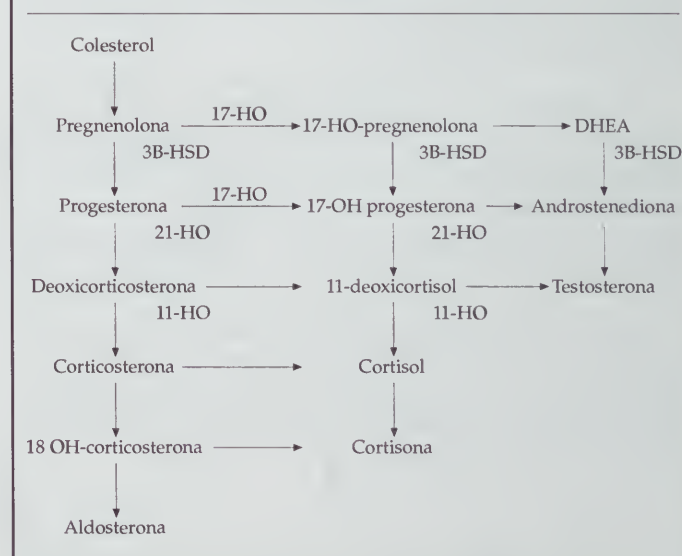 Colesterol
17-HO
Pregnenolona 17-HO-pregnenolona DHEA
3B-HSD 3B-HSD 3B-HSD
17-HO
Progesterona 17-OH progesterona Androstenediona
21-HO 21-HO
Deoxicorticosterona 11-deoxicortisol Testosterona
11-HO 11-HO
Corticosterona Cortisol
18 OH-corticosterona Cortisona
Aldosterona